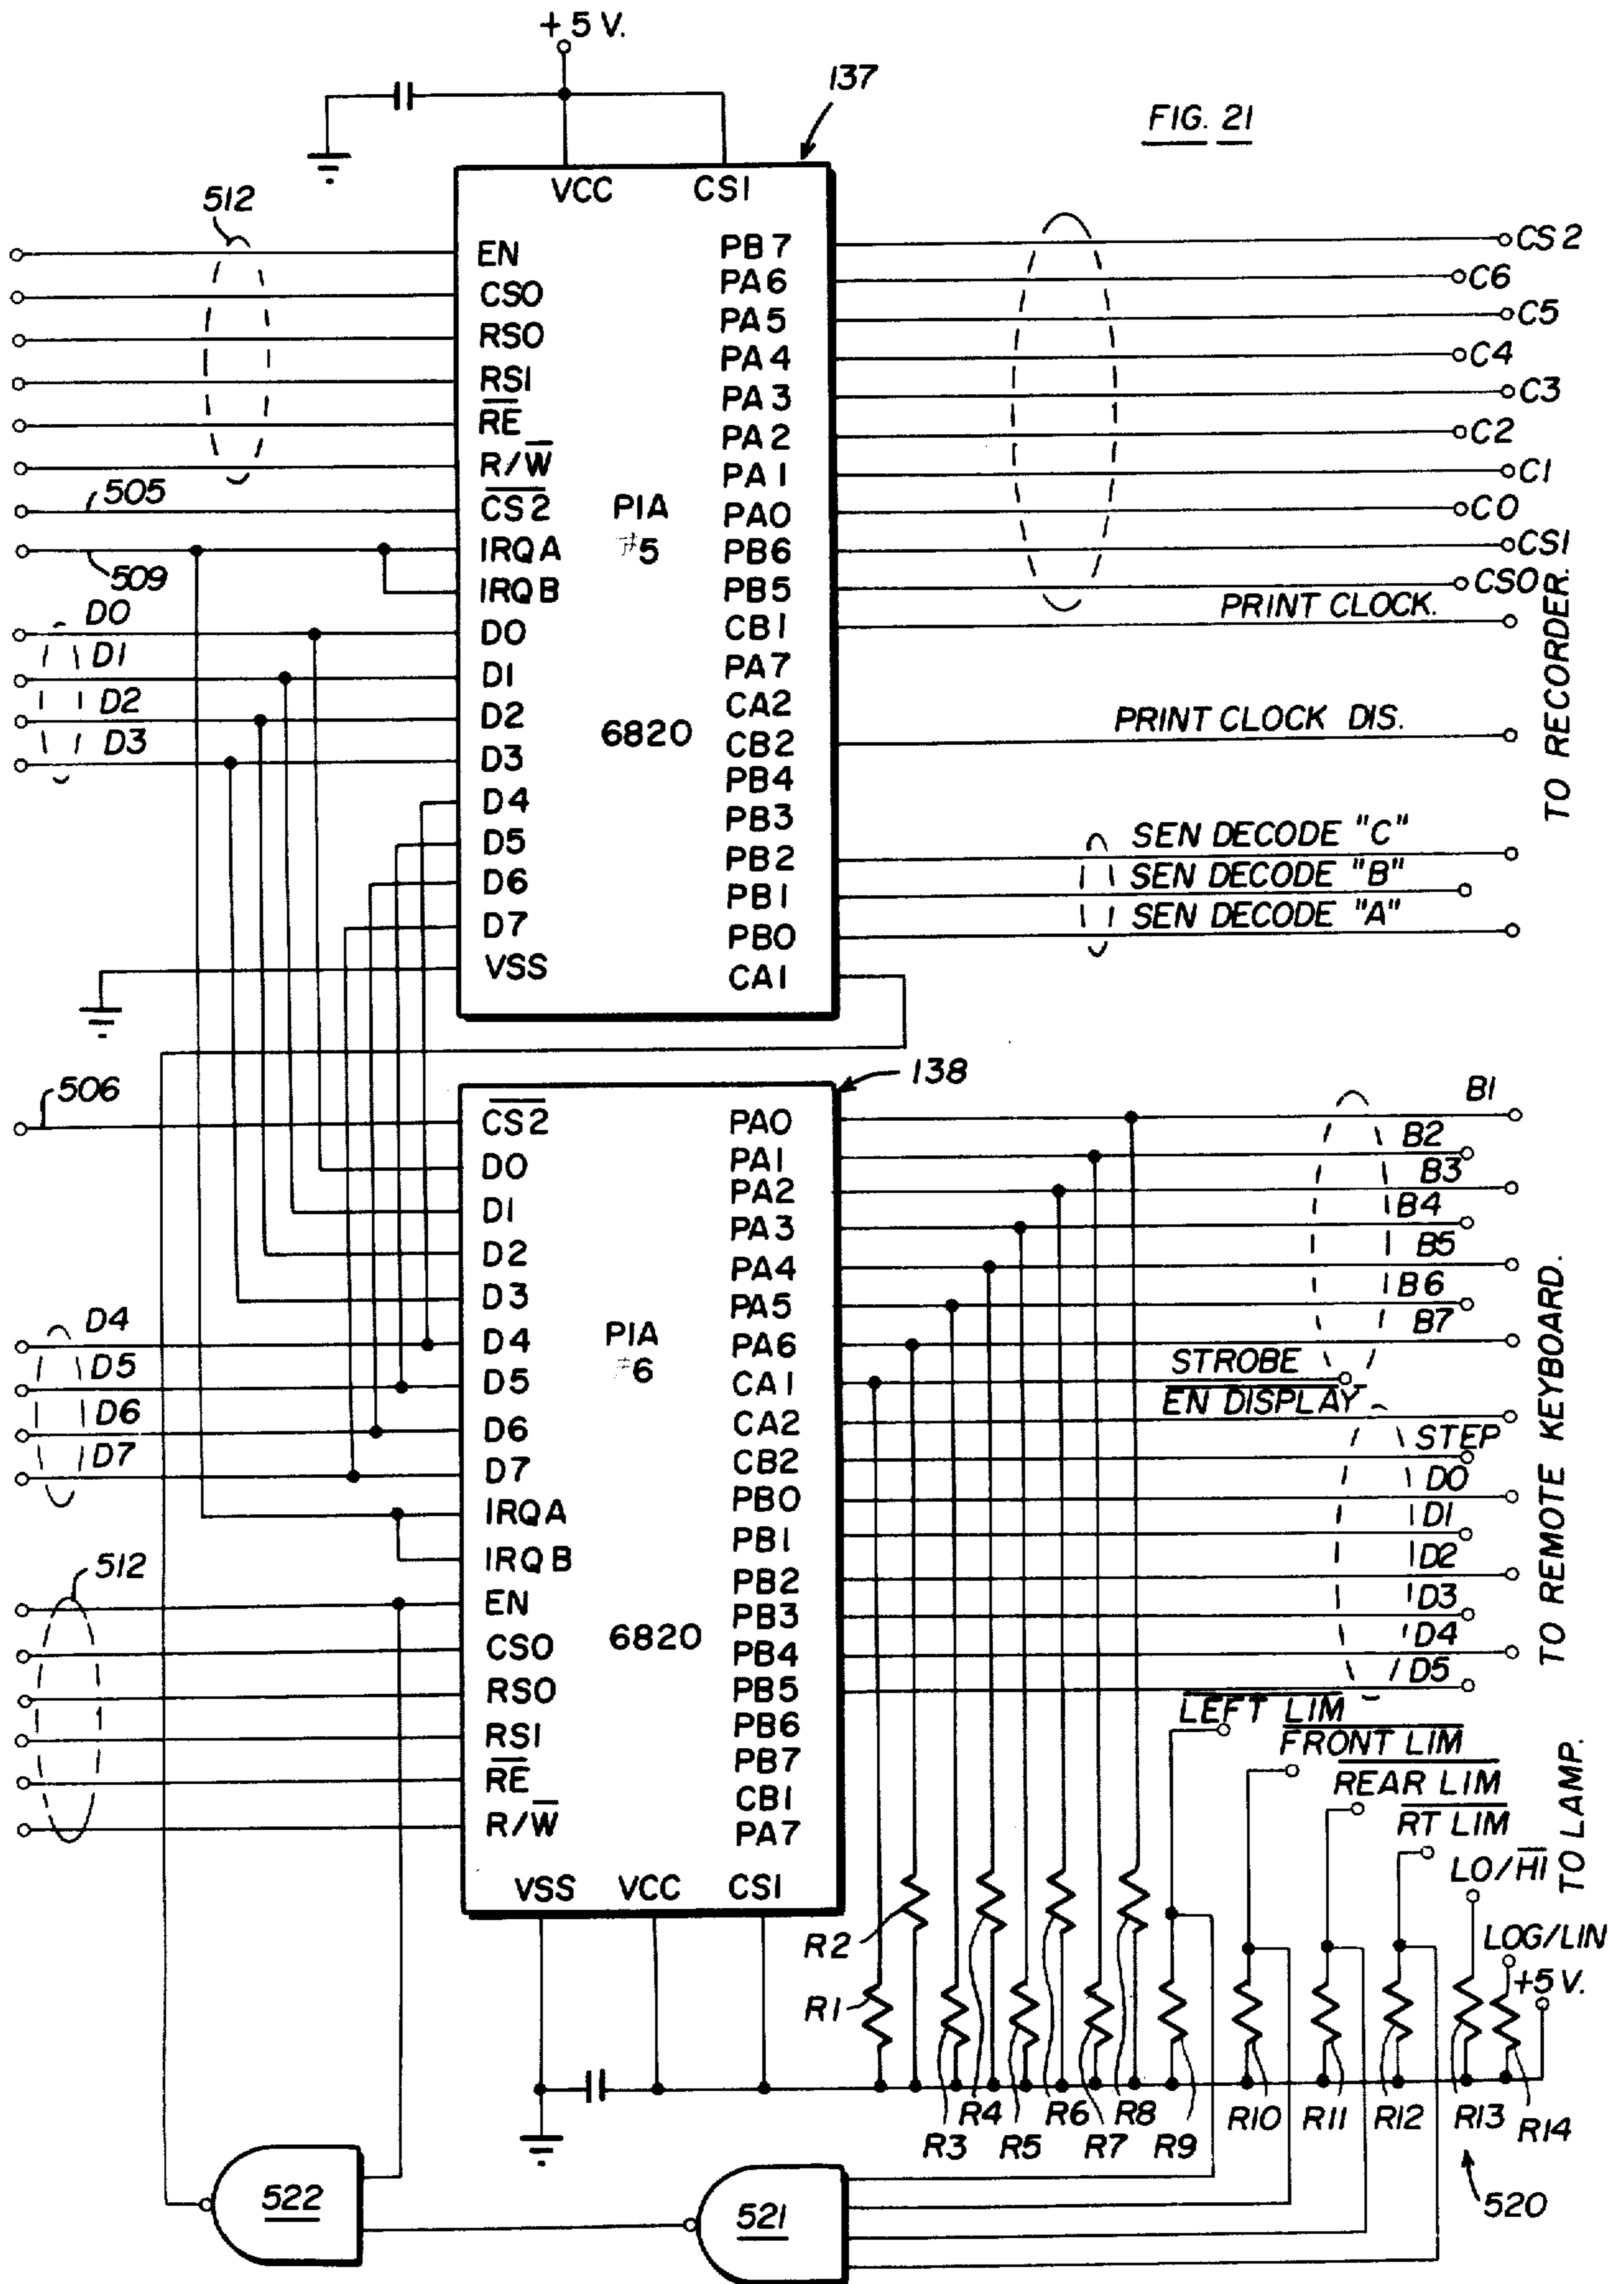 +5 V.
137
FIG. 21
VCC CS1
512
EN
CS0
RS0
RS1
RE
R/W
CS2
IRQA
IRQB
D0
D1
D2
D3
D4
D5
D6
D7
VSS
PIA
#5
6820
PB7
PA6
PA5
PA4
PA3
PA2
PA1
PA0
PB6
PB5
CB1
PA7
CA2
CB2
PB4
PB3
PB2
PB1
PB0
CA1
505
509
D0
D1
D2
D3
CS2
C6
C5
C4
C3
C2
C1
C0
CS1
CS0
PRINT CLOCK.
PRINT CLOCK DIS.
SEN DECODE "C"
SEN DECODE "B"
SEN DECODE "A"
TO RECORDER.
138
506
CS2
D0
D1
D2
D3
D4
D5
D6
D7
IRQA
IRQB
EN
CS0
RS0
RS1
RE
R/W
PIA
#6
6820
PA0
PA1
PA2
PA3
PA4
PA5
PA6
CA1
CA2
CB2
PB0
PB1
PB2
PB3
PB4
PB5
PB6
PB7
CB1
PA7
VSS VCC CS1
D4
D5
D6
D7
512
B1
B2
B3
B4
B5
B6
B7
STROBE
EN DISPLAY
STEP
D0
D1
D2
D3
D4
D5
TO REMOTE KEYBOARD.
LEFT LIM
FRONT LIM
REAR LIM
RT LIM
LO/HI
LOG/LIN
+5 V.
TO LAMP.
R2
R1
R3
R4
R5
R6
R7
R8
R9
R10
R11
R12
R13
R14
520
522
521